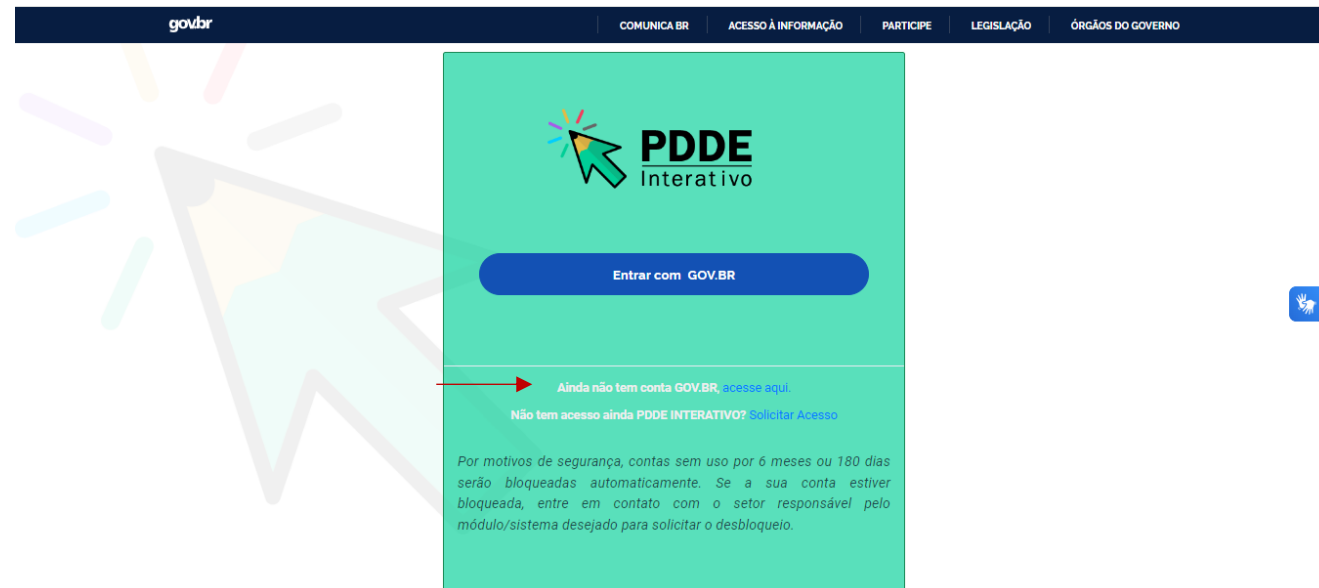 gov.br
COMUNICA BR
ACESSO À INFORMAÇÃO
PARTICIPE
LEGISLAÇÃO
ÓRGÃOS DO GOVERNO
PDDE
Interativo
Entrar com GOV.BR
Ainda não tem conta GOV.BR, acesse aqui.
Não tem acesso ainda PDDE INTERATIVO? Solicitar Acesso
Por motivos de segurança, contas sem uso por 6 meses ou 180 dias
serão bloqueadas automaticamente. Se a sua conta estiver
bloqueada, entre em contato com o setor responsável pelo
módulo/sistema desejado para solicitar o desbloqueio.